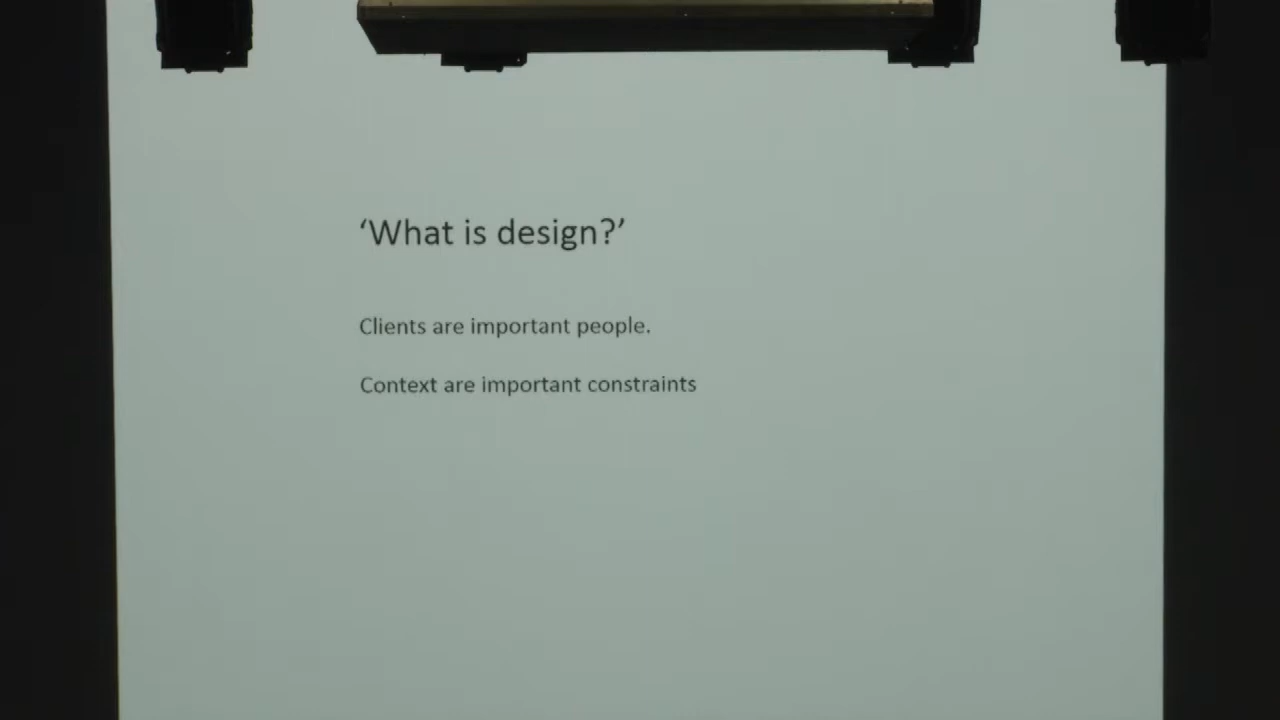 ‘What is design?’
Clients are important people.
Context are important constraints